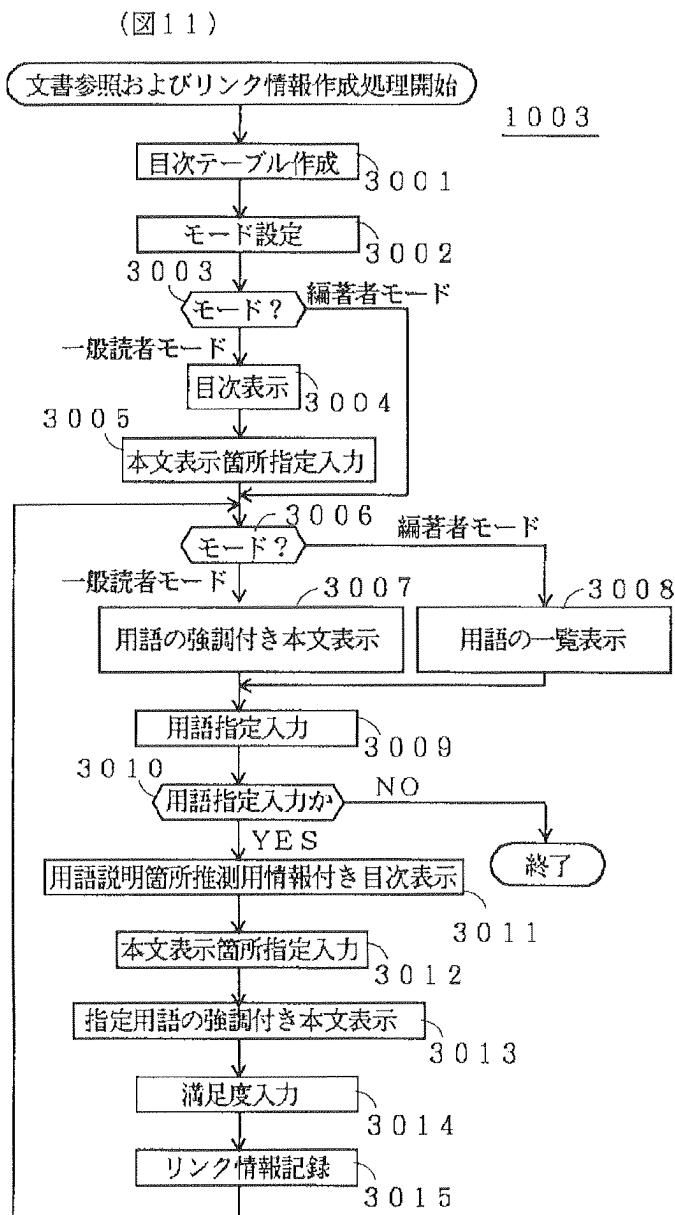 (図11)
文書参照およびリンク情報作成処理開始
1003
目次テーブル作成
3001
モード設定
3002
3003
モード?
編著者モード
一般読者モード
目次表示
3004
3005
本文表示箇所指定入力
3006
モード?
編著者モード
一般読者モード
3007
3008
用語の強調付き本文表示
用語の一覧表示
用語指定入力
3009
3010
用語指定入力か
NO
YES
終了
用語説明箇所推測用情報付き目次表示
3011
本文表示箇所指定入力
3012
指定用語の強調付き本文表示
3013
満足度入力
3014
リンク情報記録
3015